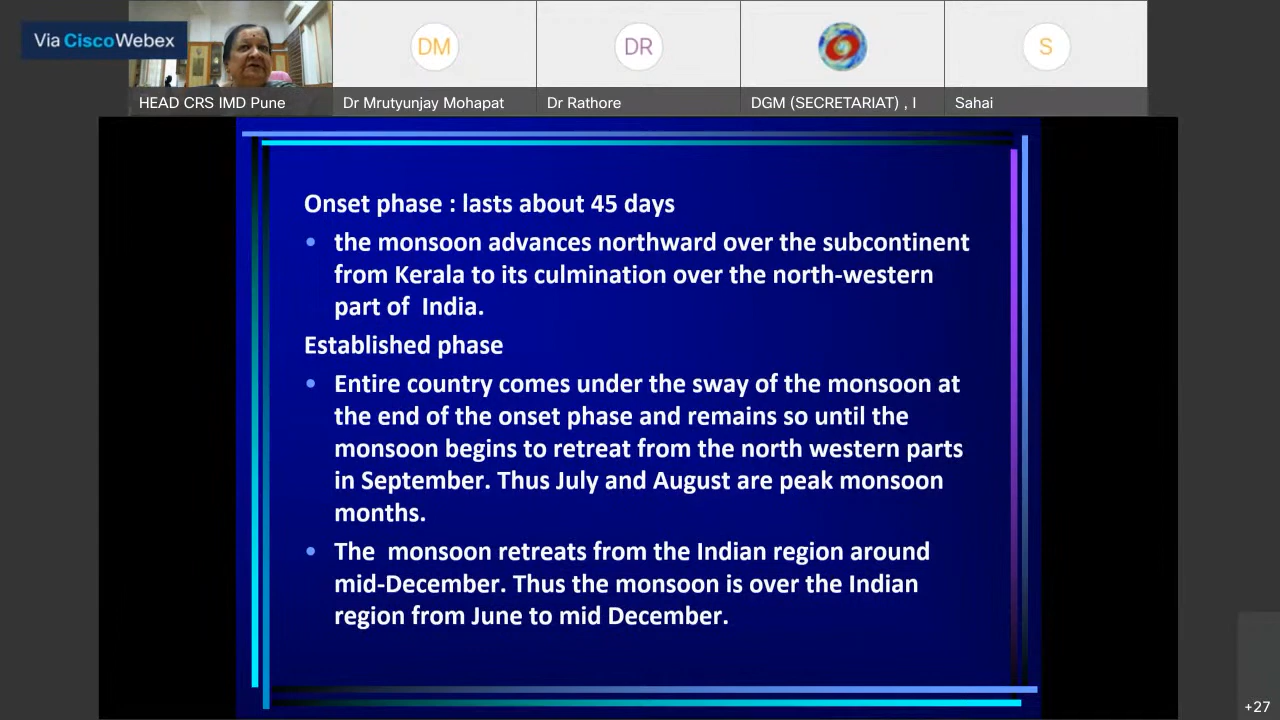 Via Cisco Webex
HEAD CRS IMD Pune
DM
Dr Mrutyunjay Mohapat
DR
Dr Rathore
DGM (SECRETARIAT) , I
S
Sahai
Onset phase : lasts about 45 days
• the monsoon advances northward over the subcontinent
from Kerala to its culmination over the north-western
part of India.
Established phase
• Entire country comes under the sway of the monsoon at
the end of the onset phase and remains so until the
monsoon begins to retreat from the north western parts
in September. Thus July and August are peak monsoon
months.
• The monsoon retreats from the Indian region around
mid-December. Thus the monsoon is over the Indian
region from June to mid December.
+27